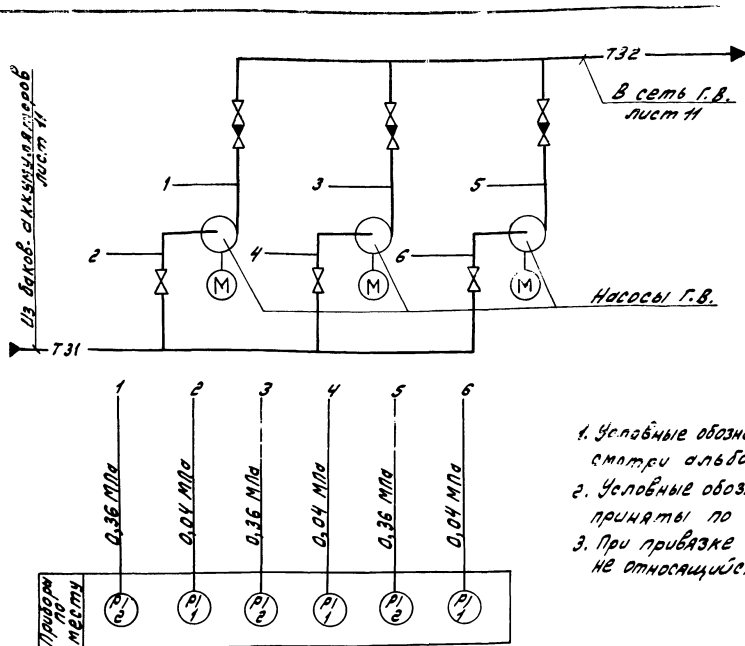 Т32
В сеть Г.В.
лист 11
Из баков. аккумуляторов
лист 11
1
3
5
2
4
6
М
М
М
Насосы Г.В.
Т31
1
2
3
4
5
6
0,36 МПа
0,04 МПа
0,36 МПа
0,04 МПа
0,36 МПа
0,04 МПа
Приборы
по
месту
PI
2
PI
1
PI
2
PI
1
PI
2
PI
1
1. Условные обозна
смотри альбо
2. Условные обоз
приняты по
3. При привязке
не относящийс